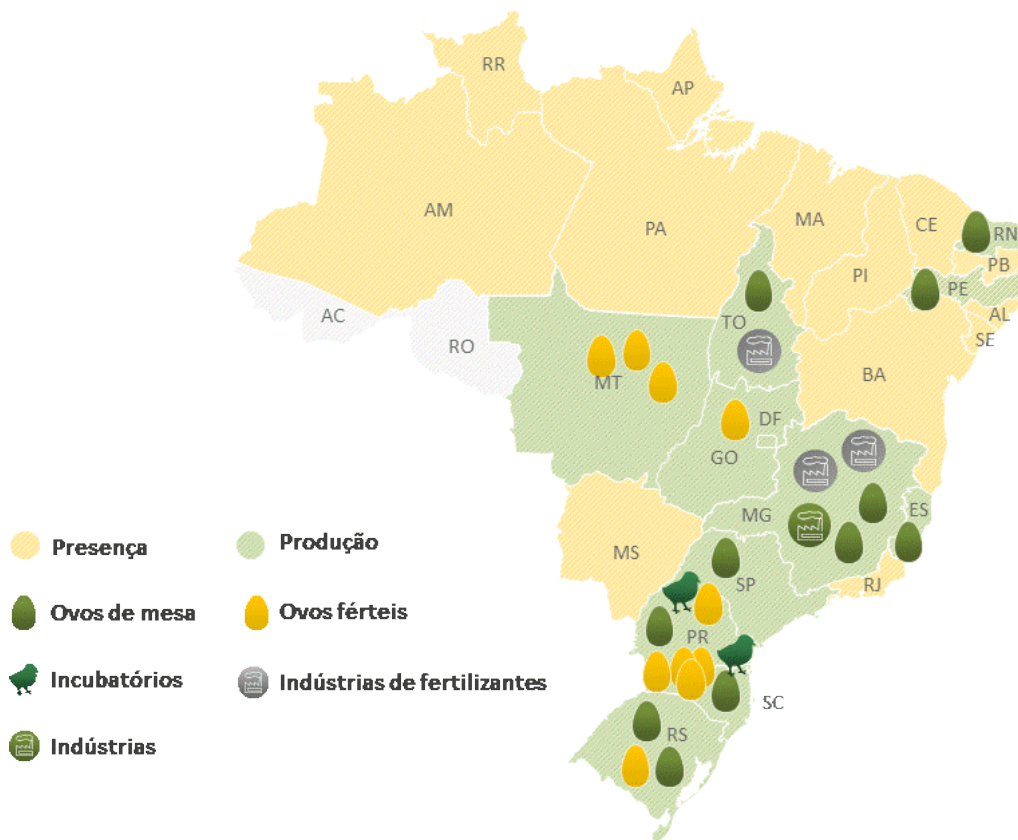 RR
AP
AM
PA
MA
CE
RN
PB
PI
PE
AL
SE
AC
RO
TO
BA
MT
DF
GO
MG
ES
MS
SP
RJ
PR
SC
RS
Presença
Produção
Ovos de mesa
Ovos férteis
Incubatórios
Indústrias de fertilizantes
Indústrias